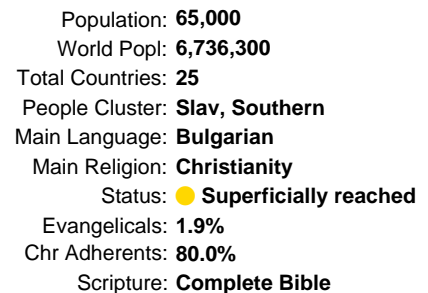 Population: 65,000
World Popl: 6,736,300
Total Countries: 25
People Cluster: Slav, Southern
Main Language: Bulgarian
Main Religion: Christianity
Status: Superficially reached
Evangelicals: 1.9%
Chr Adherents: 80.0%
Scripture: Complete Bible